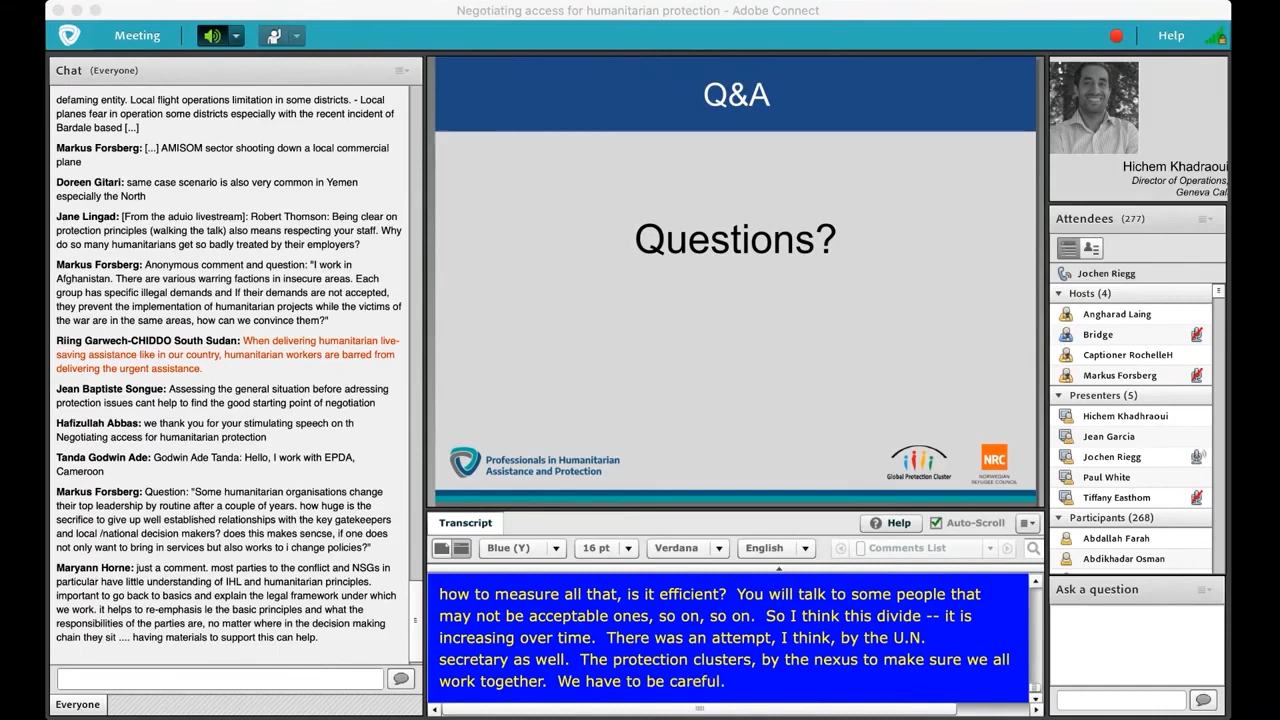 Negotiating access for humanitarian protection - Adobe Connect
Meeting
Help
Chat (Everyone)
defaming entity. Local flight operations limitation in some districts. - Local
planes fear in operation some districts especially with the recent incident of
Bardale based [...]
Markus Forsberg: [...] AMISOM sector shooting down a local commercial
plane
Doreen Gitari: same case scenario is also very common in Yemen
especially the North
Jane Lingad: [From the aduio livestream]: Robert Thomson: Being clear on
protection principles (walking the talk) also means respecting your staff. Why
do so many humanitarians get so badly treated by their employers?
Markus Forsberg: Anonymous comment and question: "I work in
Afghanistan. There are various warring factions in insecure areas. Each
group has specific illegal demands and If their demands are not accepted,
they prevent the implementation of humanitarian projects while the victims of
the war are in the same areas, how can we convince them?"
Riing Garwech-CHIDDO South Sudan: When delivering humanitarian live-
saving assistance like in our country, humanitarian workers are barred from
delivering the urgent assistance.
Jean Baptiste Songue: Assessing the general situation before adressing
protection issues cant help to find the good starting point of negotiation
Hafizullah Abbas: we thank you for your stimulating speech on th
Negotiating access for humanitarian protection
Tanda Godwin Ade: Godwin Ade Tanda: Hello, I work with EPDA,
Cameroon
Markus Forsberg: Question: "Some humanitarian organisations change
their top leadership by routine after a couple of years. how huge is the
secrifice to give up well established relationships with the key gatekeepers
and local /national decision makers? does this makes sencse, if one does
not only want to bring in services but also works to i change policies?"
Maryann Horne: just a comment. most parties to the conflict and NSGs in
particular have little understanding of IHL and humanitarian principles.
important to go back to basics and explain the legal framework under which
we work. it helps to re-emphasis le the basic principles and what the
responsibilities of the parties are, no matter where in the decision making
chain they sit .... having materials to support this can help.
Everyone
Q&A
Questions?
Professionals in Humanitarian
Assistance and Protection
Global Protection Cluster
NRC
NORWEGIAN
REFUGEE COUNCIL
Transcript
Help
Auto-Scroll
Blue (Y)
16 pt
Verdana
English
Comments List
how to measure all that, is it efficient? You will talk to some people that
may not be acceptable ones, so on, so on. So I think this divide -- it is
increasing over time. There was an attempt, I think, by the U.N.
secretary as well. The protection clusters, by the nexus to make sure we all
work together. We have to be careful.
Hichem Khadraoui
Director of Operations,
Geneva Cal
Attendees (277)
Jochen Riegg
Hosts (4)
Angharad Laing
Bridge
Captioner RochelleH
Markus Forsberg
Presenters (5)
Hichem Khadhraoui
Jean Garcia
Jochen Riegg
Paul White
Tiffany Easthom
Participants (268)
Abdallah Farah
Abdikhadar Osman
Ask a question